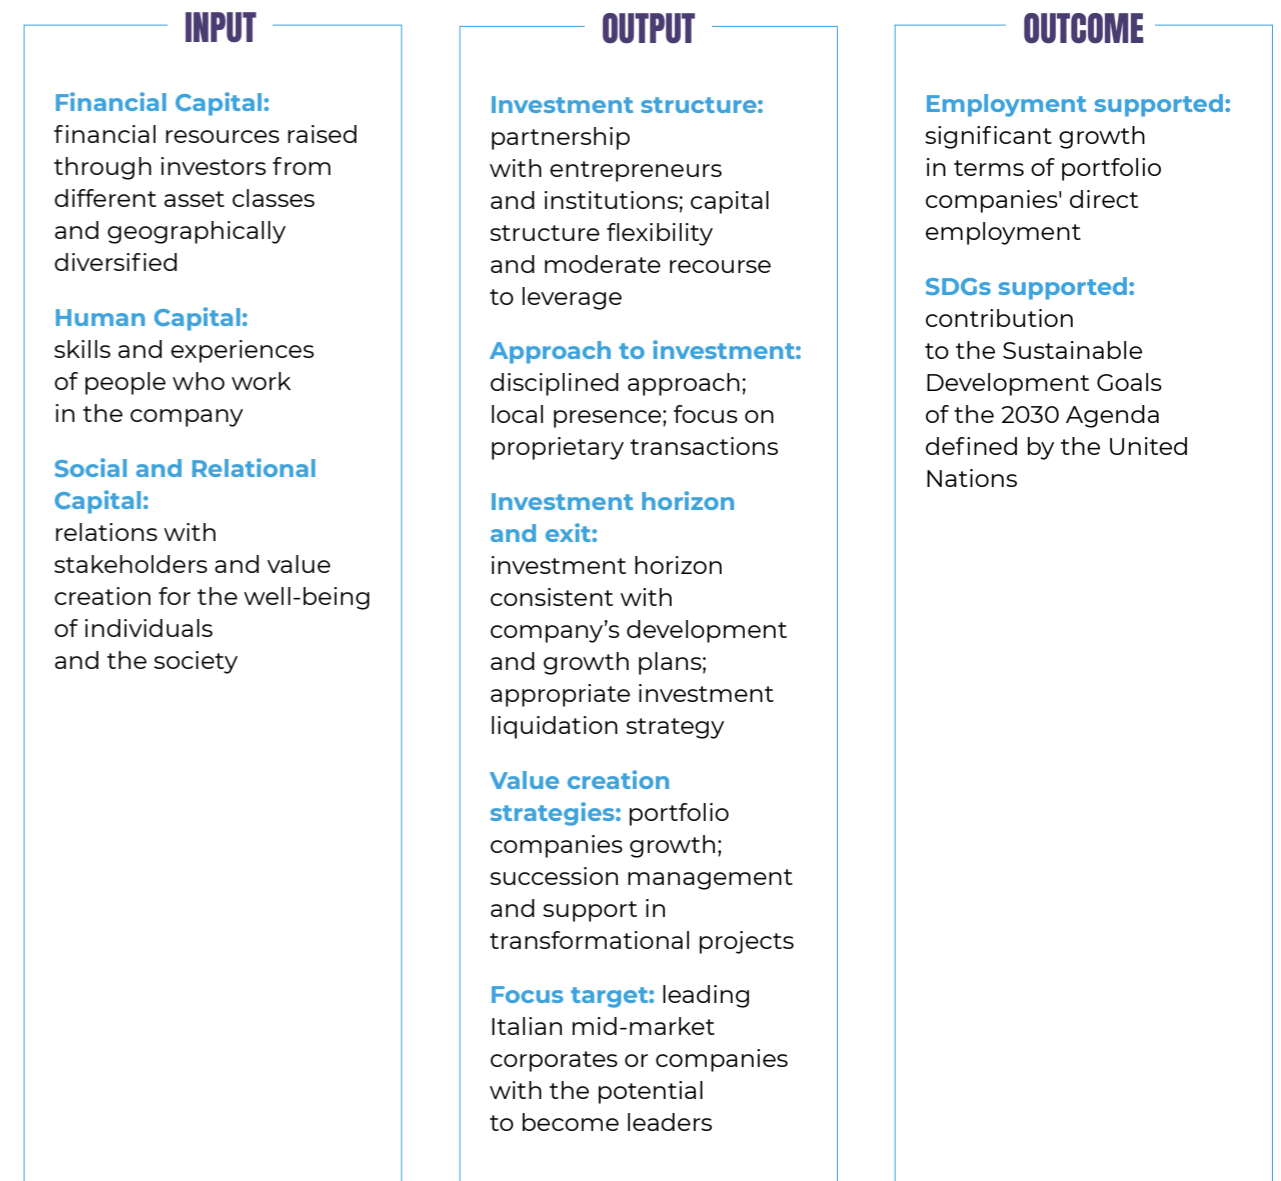 INPUT
Financial Capital:
financial resources raised
through investors from
different asset classes
and geographically
diversified
Human Capital:
skills and experiences
of people who work
in the company
Social and Relational
Capital:
relations with
stakeholders and value
creation for the well-being
of individuals
and the society
OUTPUT
Investment structure:
partnership
with entrepreneurs
and institutions; capital
structure flexibility
and moderate recourse
to leverage
Approach to investment:
disciplined approach;
local presence; focus on
proprietary transactions
Investment horizon
and exit:
investment horizon
consistent with
company’s development
and growth plans;
appropriate investment
liquidation strategy
Value creation
strategies: portfolio
companies growth;
succession management
and support in
transformational projects
Focus target: leading
Italian mid-market
corporates or companies
with the potential
to become leaders
OUTCOME
Employment supported:
significant growth
in terms of portfolio
companies' direct
employment
SDGs supported:
contribution
to the Sustainable
Development Goals
of the 2030 Agenda
defined by the United
Nations